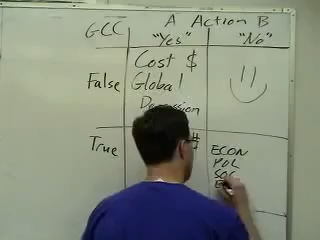 GCC A Action B
"Yes" "No"
False Cost $
Global
Depression
True $
ECON
POL
SOC